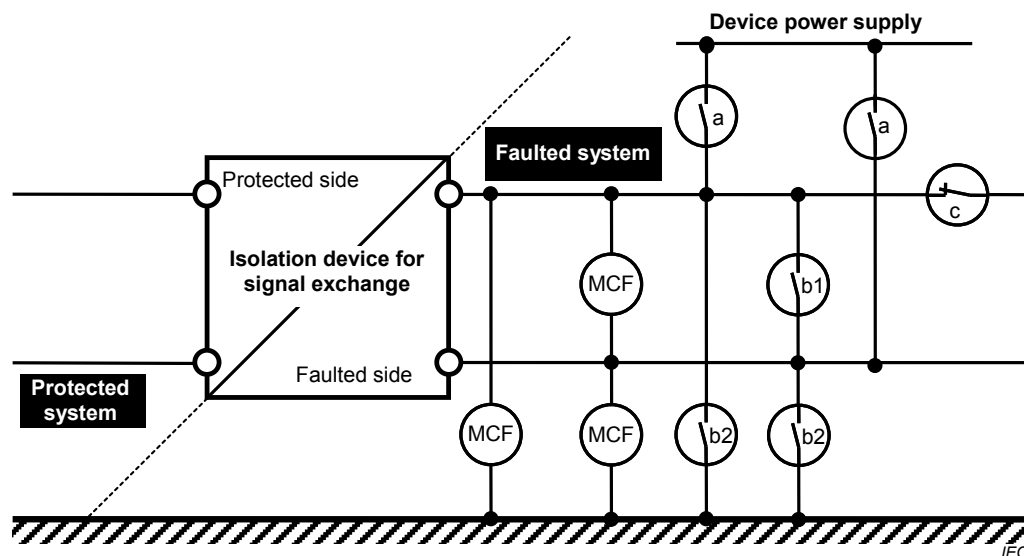 Device power supply
a
a
Faulted system
Protected side
c
Isolation device for
signal exchange
MCF
b1
Faulted side
Protected
system
MCF
MCF
b2
b2
IEC